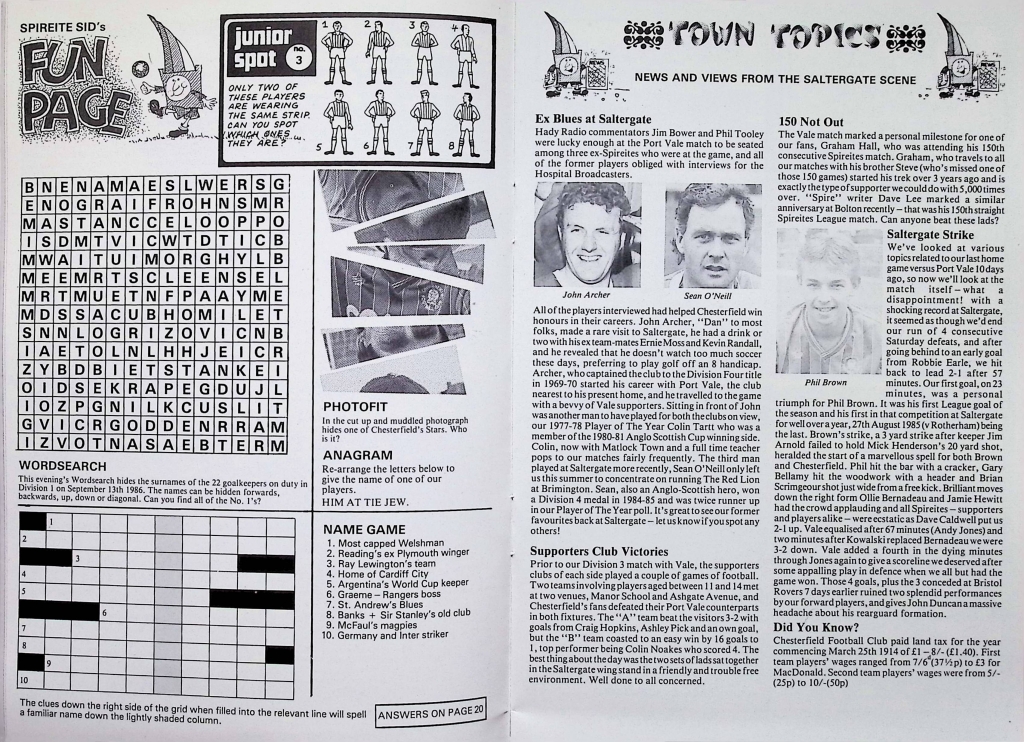 SPIREITE SID's
FUN
PAGE
junior
spot
no.
3
ONLY TWO OF
THESE PLAYERS
ARE WEARING
THE SAME STRIP.
CAN YOU SPOT
WHICH ONES
THEY ARE?
1 2 3 4
5 6 7 8
B N E N A M A E S L W E R S G
E N O G R A I F R O H N S M R
M A S T A N C C E L O O P P O
I S D M T V I C W T D T I C B
M W A I T U I M O R G H Y L B
M E E M R T S C L E E N S E L
M R T M U E T N F P A A Y M E
M D S S A C U B H O M I L E T
S N N L O G R I Z O V I C N B
I A E T O L N L H H J E I C R
Z Y B D B I E T S T A N K E I
O I D S E K R A P E G D U J L
I O Z P G N I L K C U S L I T
G V I C R G O D D E N R R A M
I Z V O T N A S A E B T E R M
WORDSEARCH
This evening's Wordsearch hides the surnames of the 22 goalkeepers on duty in
Division 1 on September 13th 1986. The names can be hidden forwards,
backwards, up, down or diagonal. Can you find all of the No. 1's?
PHOTOFIT
In the cut up and muddled photograph
hides one of Chesterfield's Stars. Who
is it?
ANAGRAM
Re-arrange the letters below to
give the name of one of our
players.
HIM AT TIE JEW.
1
2
3
4
5
6
7
8
9
10
NAME GAME
1. Most capped Welshman
2. Reading's ex Plymouth winger
3. Ray Lewington's team
4. Home of Cardiff City
5. Argentina's World Cup keeper
6. Graeme – Rangers boss
7. St. Andrew's Blues
8. Banks + Sir Stanley's old club
9. McFaul's magpies
10. Germany and Inter striker
The clues down the right side of the grid when filled into the relevant line will spell
a familiar name down the lightly shaded column.
ANSWERS ON PAGE 20
TOWN TOPICS
NEWS AND VIEWS FROM THE SALTERGATE SCENE
Ex Blues at Saltergate
Hady Radio commentators Jim Bower and Phil Tooley
were lucky enough at the Port Vale match to be seated
among three ex-Spireites who were at the game, and all
of the former players obliged with interviews for the
Hospital Broadcasters.
John Archer
Sean O'Neill
All of the players interviewed had helped Chesterfield win
honours in their careers. John Archer, "Dan" to most
folks, made a rare visit to Saltergate, he had a drink or
two with his ex team-mates Ernie Moss and Kevin Randall,
and he revealed that he doesn't watch too much soccer
these days, preferring to play golf off an 8 handicap.
Archer, who captained the club to the Division Four title
in 1969-70 started his career with Port Vale, the club
nearest to his present home, and he travelled to the game
with a bevvy of Vale supporters. Sitting in front of John
was another man to have played for both the clubs on view,
our 1977-78 Player of The Year Colin Tartt who was a
member of the 1980-81 Anglo Scottish Cup winning side.
Colin, now with Matlock Town and a full time teacher
pops to our matches fairly frequently. The third man
played at Saltergate more recently, Sean O'Neill only left
us this summer to concentrate on running The Red Lion
at Brimington. Sean, also an Anglo-Scottish hero, won
a Division 4 medal in 1984-85 and was twice runner up
in our Player of The Year poll. It's great to see our former
favourites back at Saltergate – let us know if you spot any
others!
Supporters Club Victories
Prior to our Division 3 match with Vale, the supporters
clubs of each side played a couple of games of football.
Two teams involving players aged between 11 and 14 met
at two venues, Manor School and Ashgate Avenue, and
Chesterfield's fans defeated their Port Vale counterparts
in both fixtures. The "A" team beat the visitors 3-2 with
goals from Craig Hopkins, Ashley Pick and an own goal,
but the "B" team coasted to an easy win by 16 goals to
1, top performer being Colin Noakes who scored 4. The
best thing about the day was the two sets of lads sat together
in the Saltergate wing stand in a friendly and trouble free
environment. Well done to all concerned.
150 Not Out
The Vale match marked a personal milestone for one of
our fans, Graham Hall, who was attending his 150th
consecutive Spireites match. Graham, who travels to all
our matches with his brother Steve (who's missed one of
those 150 games) started his trek over 3 years ago and is
exactly the type of supporter we could do with 5,000 times
over. "Spire" writer Dave Lee marked a similar
anniversary at Bolton recently – that was his 150th straight
Spireites League match. Can anyone beat these lads?
Saltergate Strike
We've looked at various
topics related to our last home
game versus Port Vale 10 days
ago, so now we'll look at the
match itself – what a
disappointment! with a
shocking record at Saltergate,
it seemed as though we'd end
our run of 4 consecutive
Saturday defeats, and after
going behind to an early goal
from Robbie Earle, we hit
back to lead 2-1 after 57
minutes. Our first goal, on 23
minutes, was a personal
Phil Brown
triumph for Phil Brown. It was his first League goal of
the season and his first in that competition at Saltergate
for well over a year, 27th August 1985 (v Rotherham) being
the last. Brown's strike, a 3 yard strike after keeper Jim
Arnold failed to hold Mick Henderson's 20 yard shot,
heralded the start of a marvellous spell for both Brown
and Chesterfield. Phil hit the bar with a cracker, Gary
Bellamy hit the woodwork with a header and Brian
Scrimgeour shot just wide from a free kick. Brilliant moves
down the right form Ollie Bernadeau and Jamie Hewitt
had the crowd applauding and all Spireites – supporters
and players alike – were ecstatic as Dave Caldwell put us
2-1 up. Vale equalised after 67 minutes (Andy Jones) and
two minutes after Kowalski replaced Bernadeau we were
3-2 down. Vale added a fourth in the dying minutes
through Jones again to give a scoreline we deserved after
some appalling play in defence when we all but had the
game won. Those 4 goals, plus the 3 conceded at Bristol
Rovers 7 days earlier ruined two splendid performances
by our forward players, and gives John Duncan a massive
headache about his rearguard formation.
Did You Know?
Chesterfield Football Club paid land tax for the year
commencing March 25th 1914 of £1 – 8/- (£1.40). First
team players' wages ranged from 7/6 (37½p) to £3 for
MacDonald. Second team players' wages were from 5/-
(25p) to 10/-(50p)